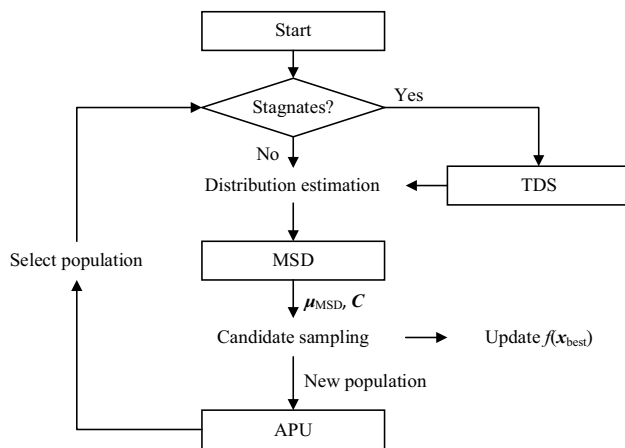 Start
Stagnates?
Yes
No
Distribution estimation
TDS
Select population
MSD
μMSD, C
Candidate sampling
Update f(xbest)
New population
APU